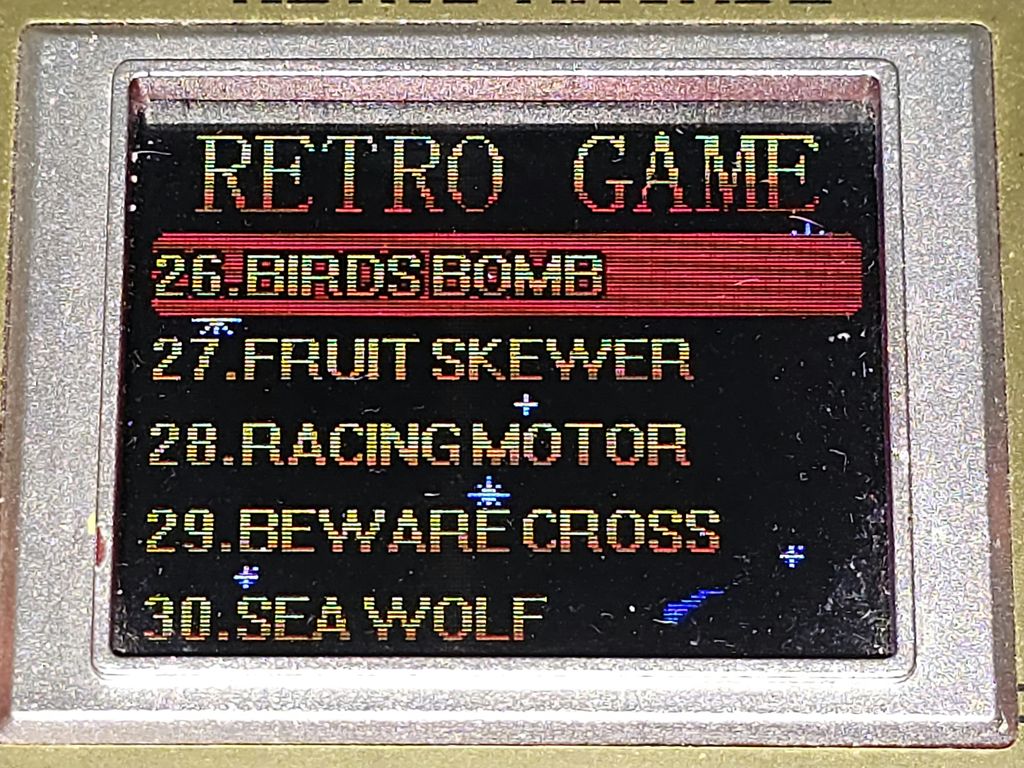 RETRO GAME
26.BIRDS BOMB
27.FRUIT SKEWER
28.RACING MOTOR
29.BEWARE CROSS
30.SEA WOLF